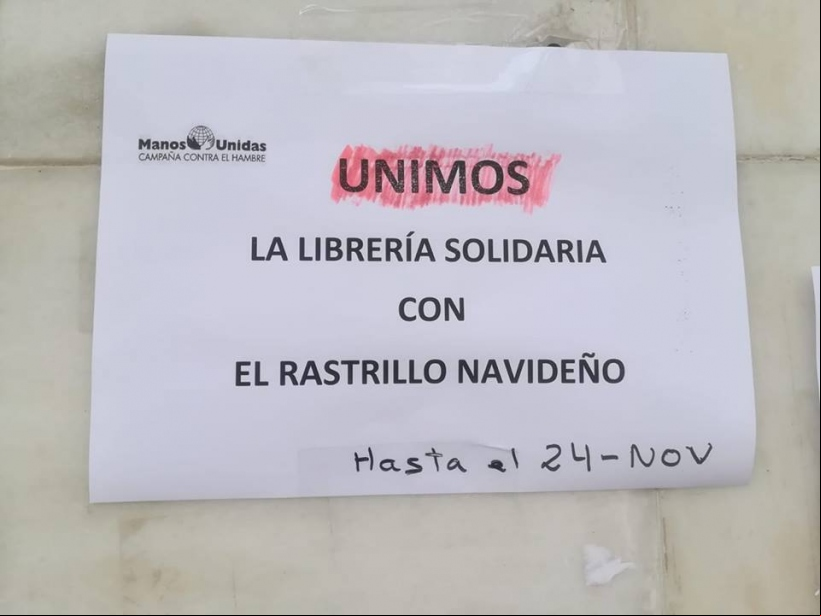 Manos Unidas
CAMPAÑA CONTRA EL HAMBRE
UNIMOS
LA LIBRERÍA SOLIDARIA
CON
EL RASTRILLO NAVIDEÑO
Hasta el 24-NOV